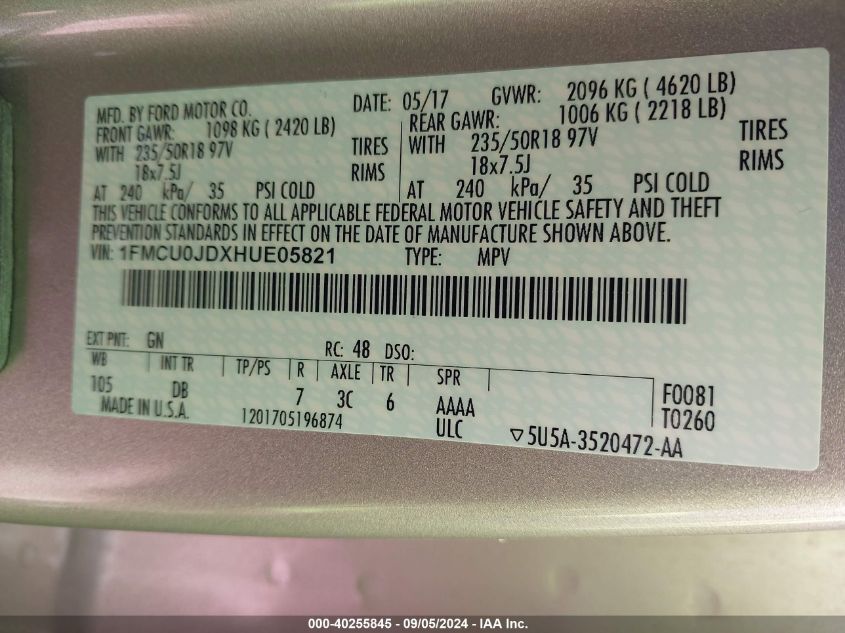 MFD. BY FORD MOTOR CO. DATE: 05/17 GVWR: 2096 KG ( 4620 LB)
FRONT GAWR: 1098 KG ( 2420 LB) REAR GAWR: 1006 KG ( 2218 LB)
WITH 235/50R18 97V TIRES WITH 235/50R18 97V TIRES
18x7.5J RIMS 18x7.5J RIMS
AT 240 kPa/ 35 PSI COLD AT 240 kPa/ 35 PSI COLD
THIS VEHICLE CONFORMS TO ALL APPLICABLE FEDERAL MOTOR VEHICLE SAFETY AND THEFT
PREVENTION STANDARDS IN EFFECT ON THE DATE OF MANUFACTURE SHOWN ABOVE.
VIN: 1FMCU0JDXHUE05821 TYPE: MPV
EXT PNT: GN RC: 48 DSO:
WB INT TR TP/PS R AXLE TR SPR
105 DB 7 3C 6 AAAA F0081
MADE IN U.S.A. 1201705196874 ULC T0260
▽5U5A-3520472-AA
000-40255845 - 09/05/2024 - IAA Inc.